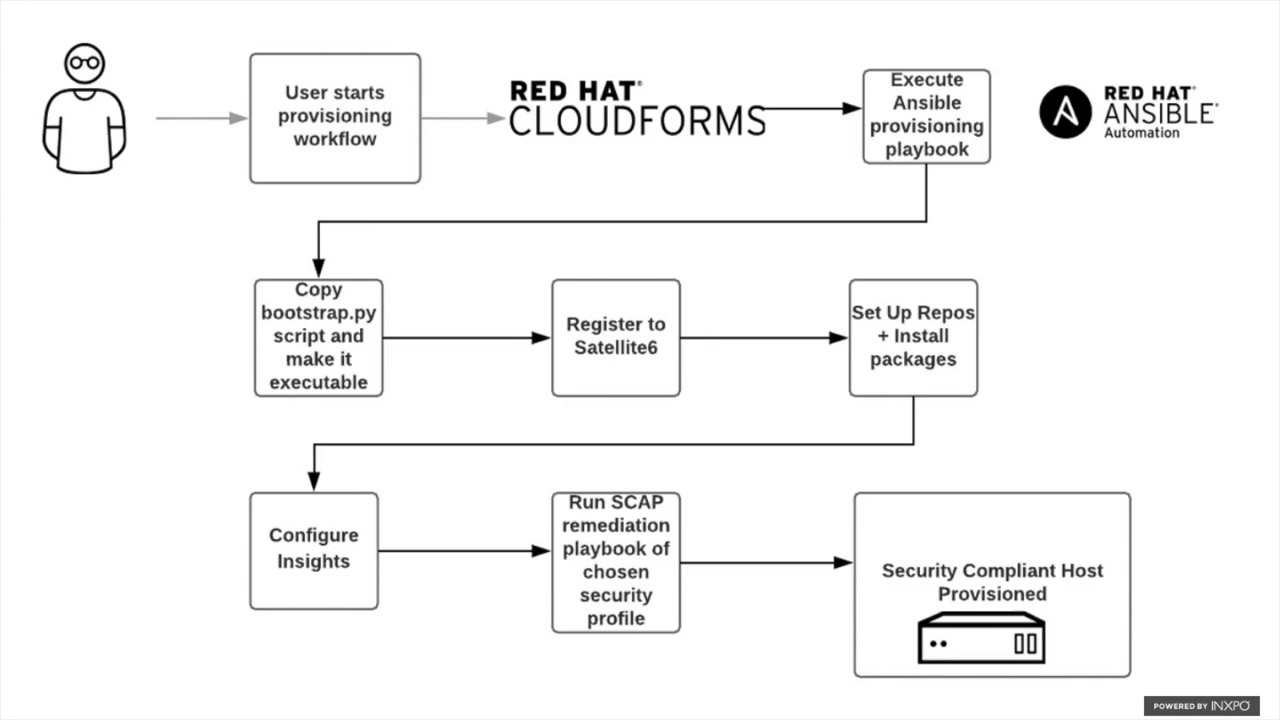 User starts
provisioning
workflow
RED HAT®
CLOUDFORMS
Execute
Ansible
provisioning
playbook
RED HAT®
ANSIBLE®
Automation
Copy
bootstrap.py
script and
make it
executable
Register to
Satellite6
Set Up Repos
+ Install
packages
Configure
Insights
Run SCAP
remediation
playbook of
chosen
security
profile
Security Compliant Host
Provisioned
POWERED BY INXPO